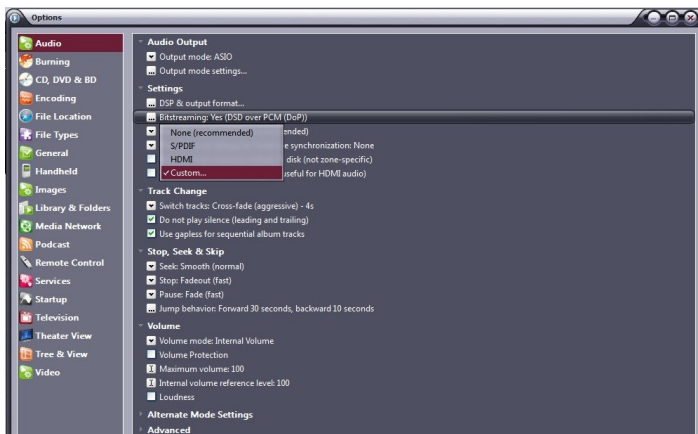 Options
Audio
Burning
CD, DVD & BD
Encoding
File Location
File Types
General
Handheld
Images
Library & Folders
Media Network
Podcast
Remote Control
Services
Startup
Television
Theater View
Tree & View
Video
Audio Output
Output mode: ASIO
Output mode settings...
Settings
DSP & output format...
Bitstreaming: Yes (DSD over PCM (DoP))
None (recommended)
ended)
S/PDIF
e synchronization: None
HDMI
disk (not zone-specific)
✓Custom...
useful for HDMI audio)
Track Change
Switch tracks: Cross-fade (aggressive) - 4s
Do not play silence (leading and trailing)
Use gapless for sequential album tracks
Stop, Seek & Skip
Seek: Smooth (normal)
Stop: Fadeout (fast)
Pause: Fade (fast)
Jump behavior: Forward 30 seconds, backward 10 seconds
Volume
Volume mode: Internal Volume
Volume Protection
Maximum volume: 100
Internal volume reference level: 100
Loudness
Alternate Mode Settings
Advanced